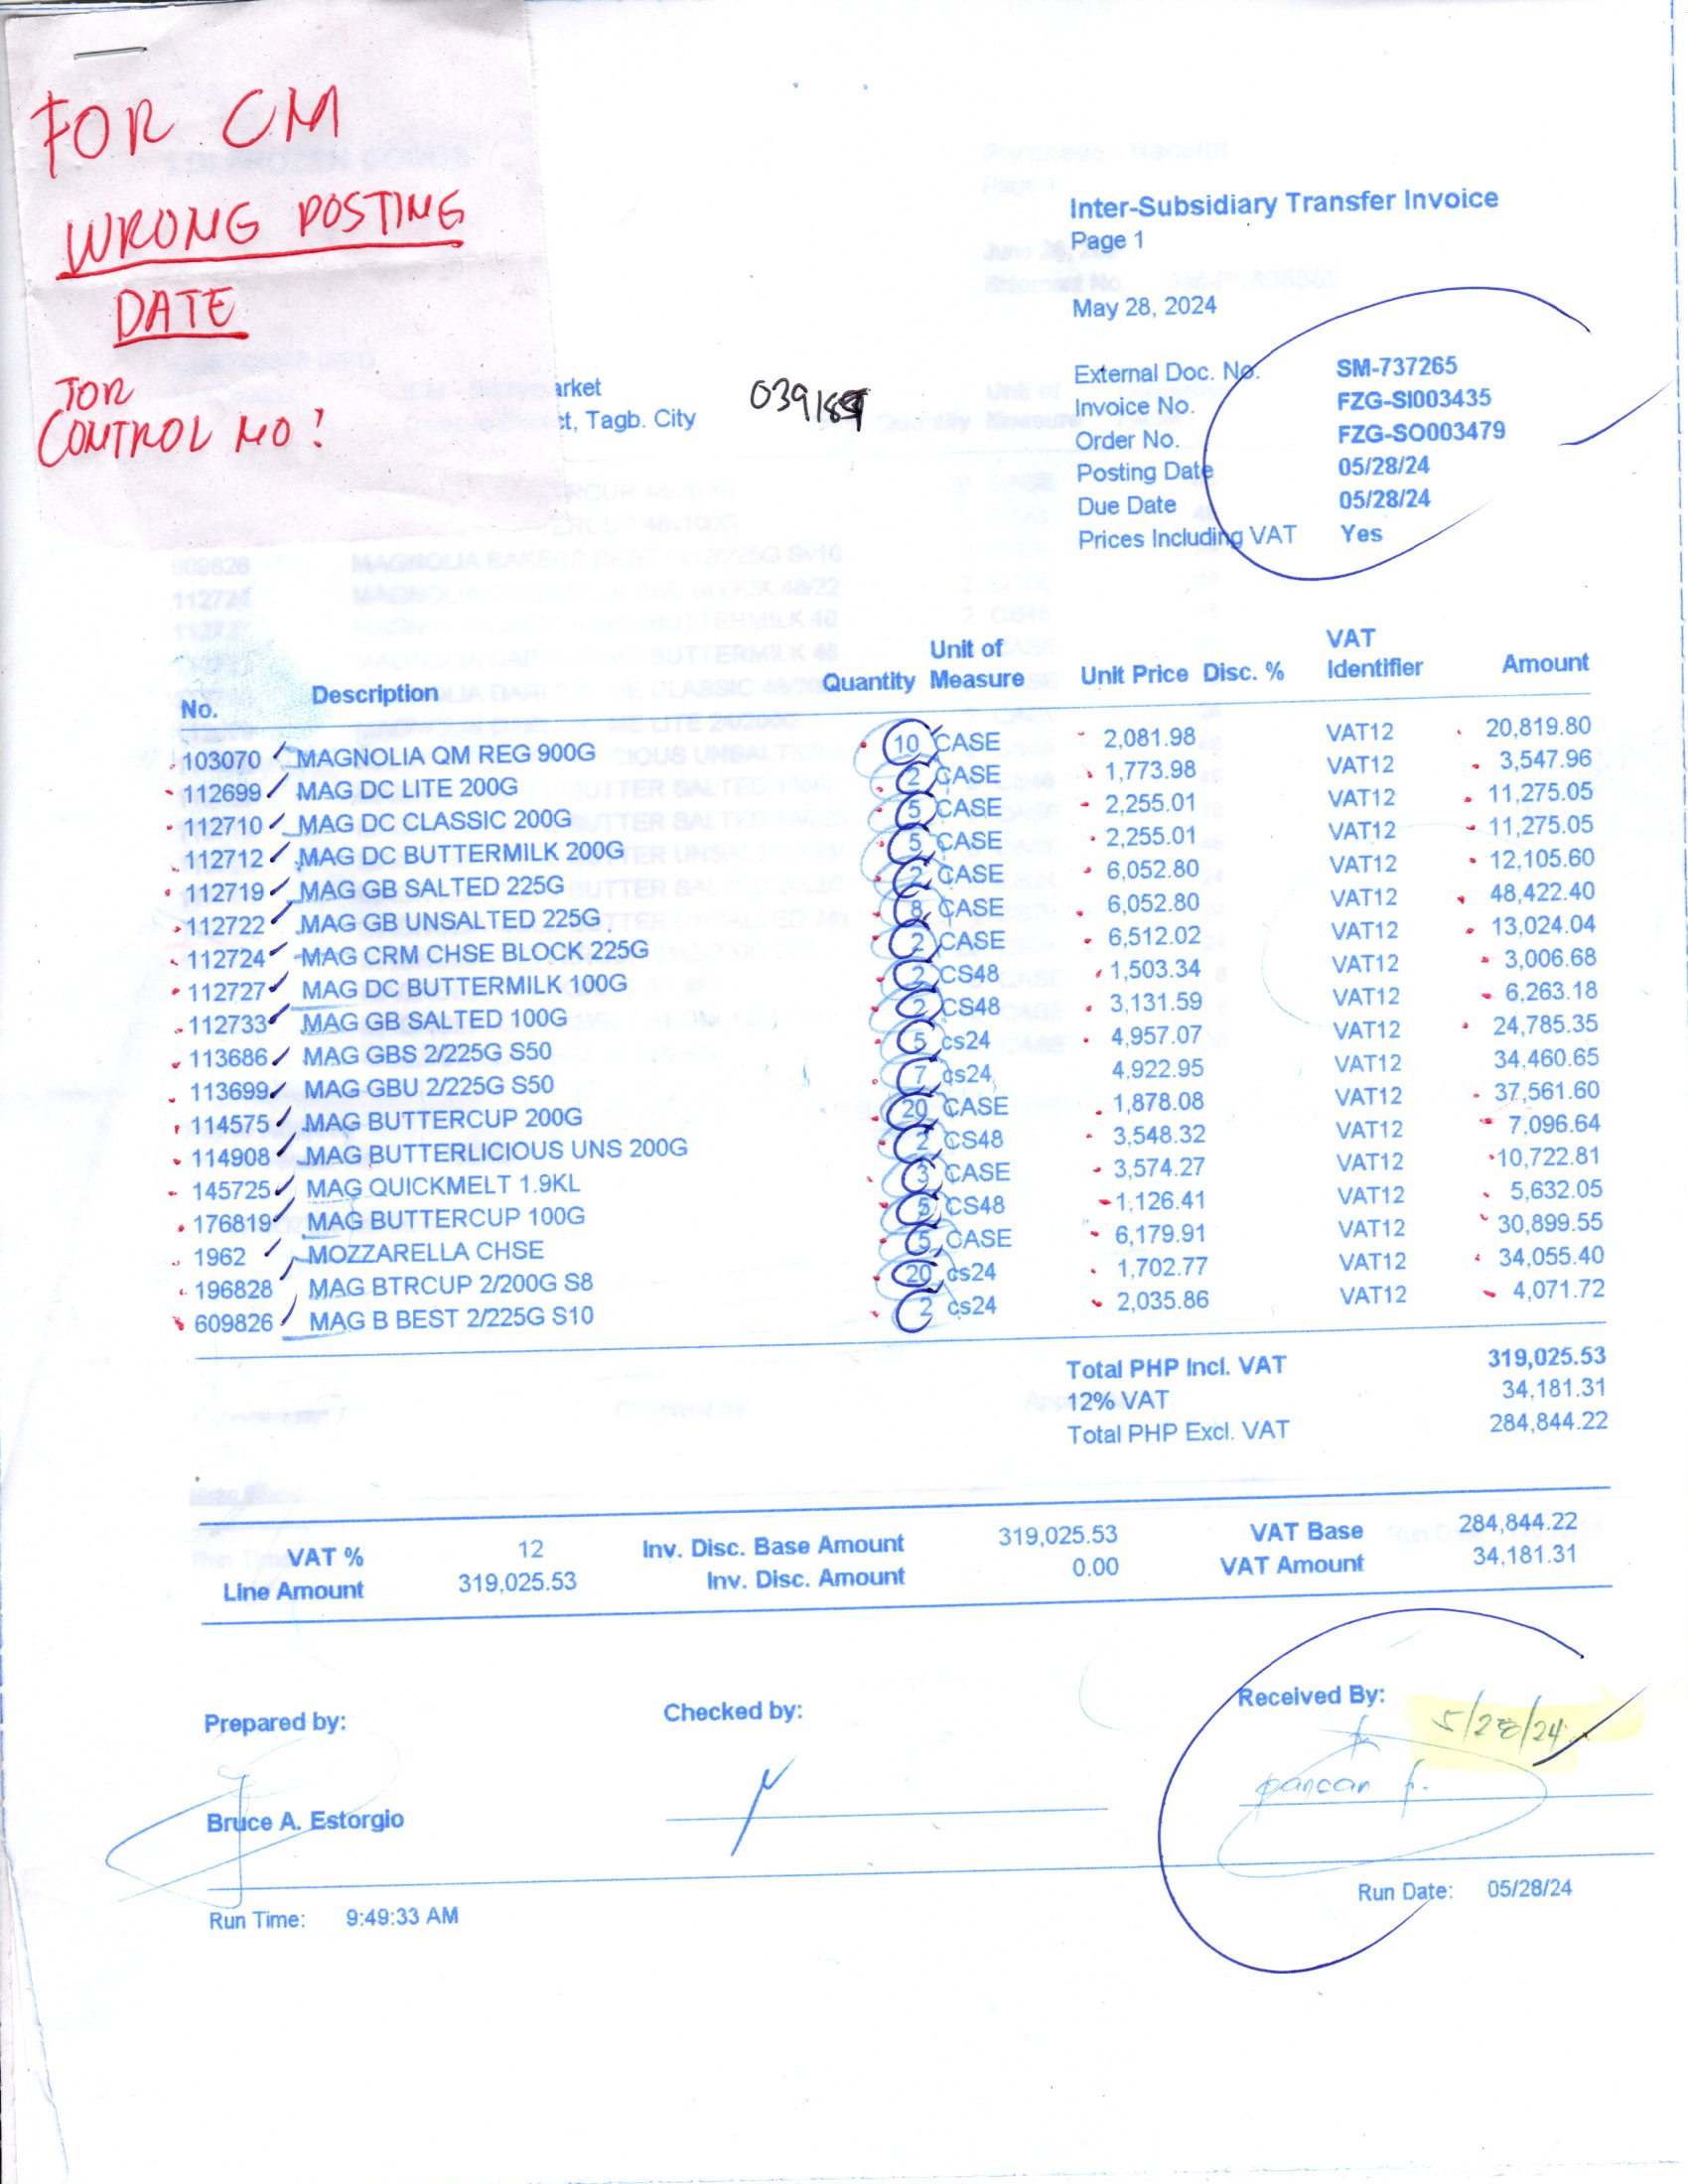 FOR CM
WRONG POSTING
DATE
CONTROL NO!
Inter-Subsidiary Transfer Invoice
Page 1
May 28, 2024
arket
t, Tagb. City
External Doc. No. SM-737265
Invoice No. FZG-SI003435
Order No. FZG-SO003479
Posting Date 05/28/24
Due Date 05/28/24
Prices Including VAT Yes
No. Description Quantity Unit of Measure Unit Price Disc. % VAT Identifier Amount
103070 MAGNOLIA QM REG 900G 10 CASE 2,081.98 VAT12 20,819.80
112699 MAG DC LITE 200G 2 CASE 1,773.98 VAT12 3,547.96
112710 MAG DC CLASSIC 200G 5 CASE 2,255.01 VAT12 11,275.05
112712 MAG DC BUTTERMILK 200G 5 CASE 2,255.01 VAT12 11,275.05
112719 MAG GB SALTED 225G 2 CASE 6,052.80 VAT12 12,105.60
112722 MAG GB UNSALTED 225G 8 CASE 6,052.80 VAT12 48,422.40
112724 MAG CRM CHSE BLOCK 225G 2 CASE 6,512.02 VAT12 13,024.04
112727 MAG DC BUTTERMILK 100G 2 CS48 1,503.34 VAT12 3,006.68
112733 MAG GB SALTED 100G 2 CS48 3,131.59 VAT12 6,263.18
113686 MAG GBS 2/225G S50 5 cs24 4,957.07 VAT12 24,785.35
113699 MAG GBU 2/225G S50 7 cs24 4,922.95 VAT12 34,460.65
114575 MAG BUTTERCUP 200G 20 CASE 1,878.08 VAT12 37,561.60
114908 MAG BUTTERLICIOUS UNS 200G 2 CS48 3,548.32 VAT12 7,096.64
145725 MAG QUICKMELT 1.9KL 3 CASE 3,574.27 VAT12 10,722.81
176819 MAG BUTTERCUP 100G 5 CS48 1,126.41 VAT12 5,632.05
1962 MOZZARELLA CHSE 5 CASE 6,179.91 VAT12 30,899.55
196828 MAG BTRCUP 2/200G S8 20 cs24 1,702.77 VAT12 34,055.40
609826 MAG B BEST 2/225G S10 2 cs24 2,035.86 VAT12 4,071.72
Total PHP Incl. VAT 319,025.53
12% VAT 34,181.31
Total PHP Excl. VAT 284,844.22
VAT % 12 Inv. Disc. Base Amount 319,025.53 VAT Base 284,844.22
Line Amount 319,025.53 Inv. Disc. Amount 0.00 VAT Amount 34,181.31
Prepared by: Checked by: Received By:
5/28/24
Bruce A. Estorgio
Run Time: 9:49:33 AM Run Date: 05/28/24